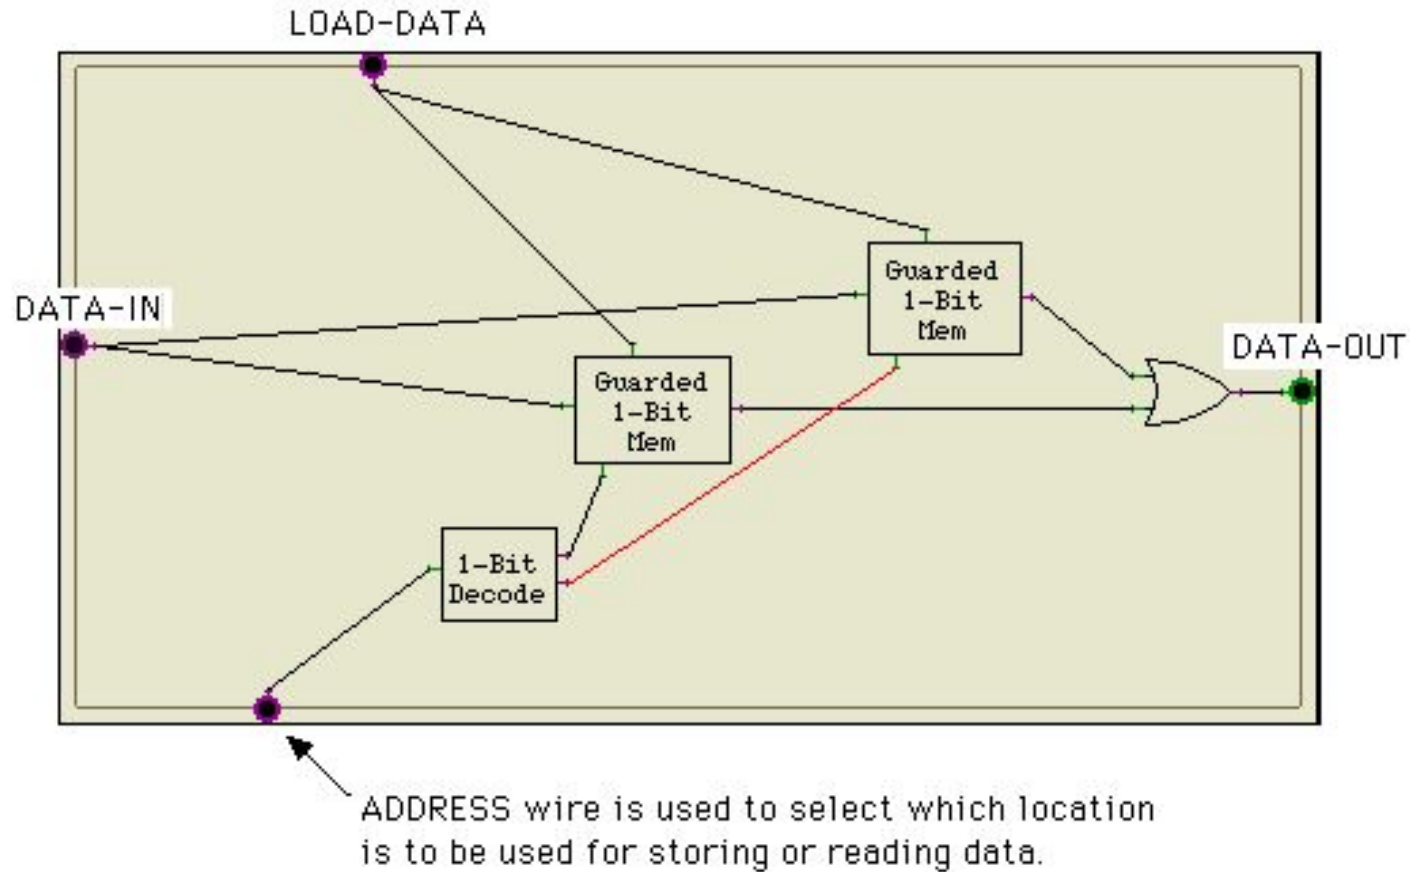 LOAD-DATA
Guarded
1-Bit
Mem
DATA-IN
DATA-OUT
Guarded
1-Bit
Mem
1-Bit
Decode
ADDRESS wire is used to select which location
is to be used for storing or reading data.